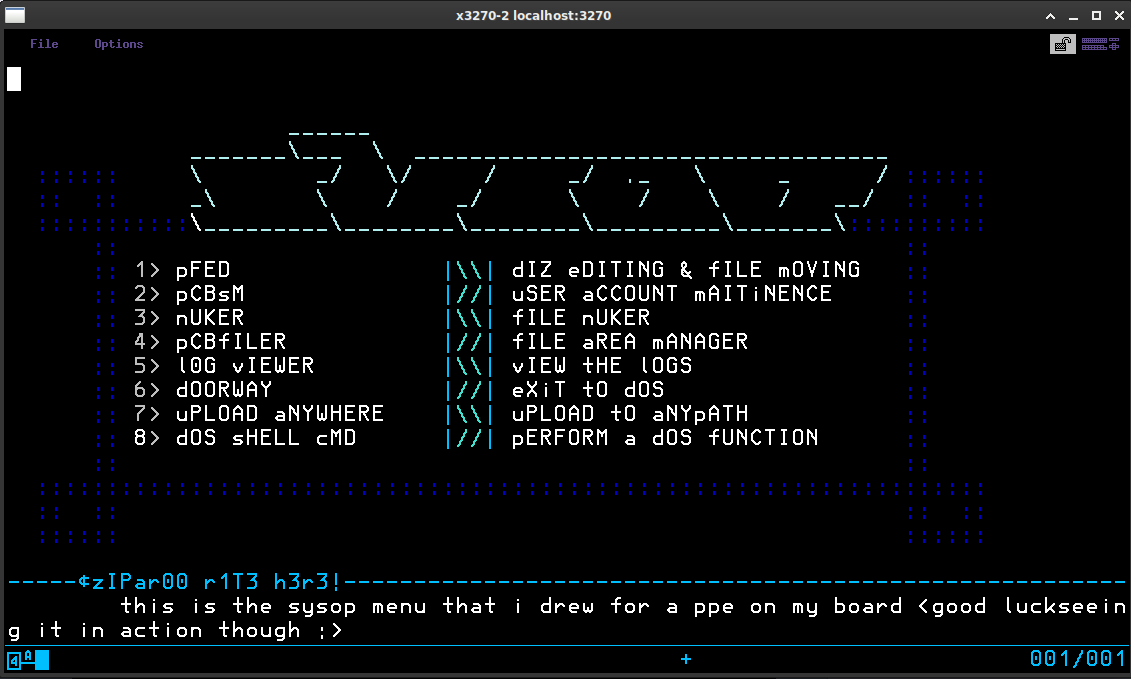 x3270-2 localhost:3270
File Options
1> pFED |\\| dIZ eDITING & fILE mOVING
2> pCBsM |//| uSER aCCOUNT mAITiNENCE
3> nUKER |\\| fILE nUKER
4> pCBfILER |//| fILE aREA mANAGER
5> l0G vIEWER |\\| vIEW tHE lOGS
6> dOORWAY |//| eXiT tO dOS
7> uPLOAD aNYWHERE |\\| uPLOAD tO aNYpATH
8> dOS sHELL cMD |//| pERFORM a dOS fUNCTION
-----¢zIPar00 r1T3 h3r3!--------------------------------------------------------
this is the sysop menu that i drew for a ppe on my board <good luckseein
g it in action though ;>
4A + 001/001